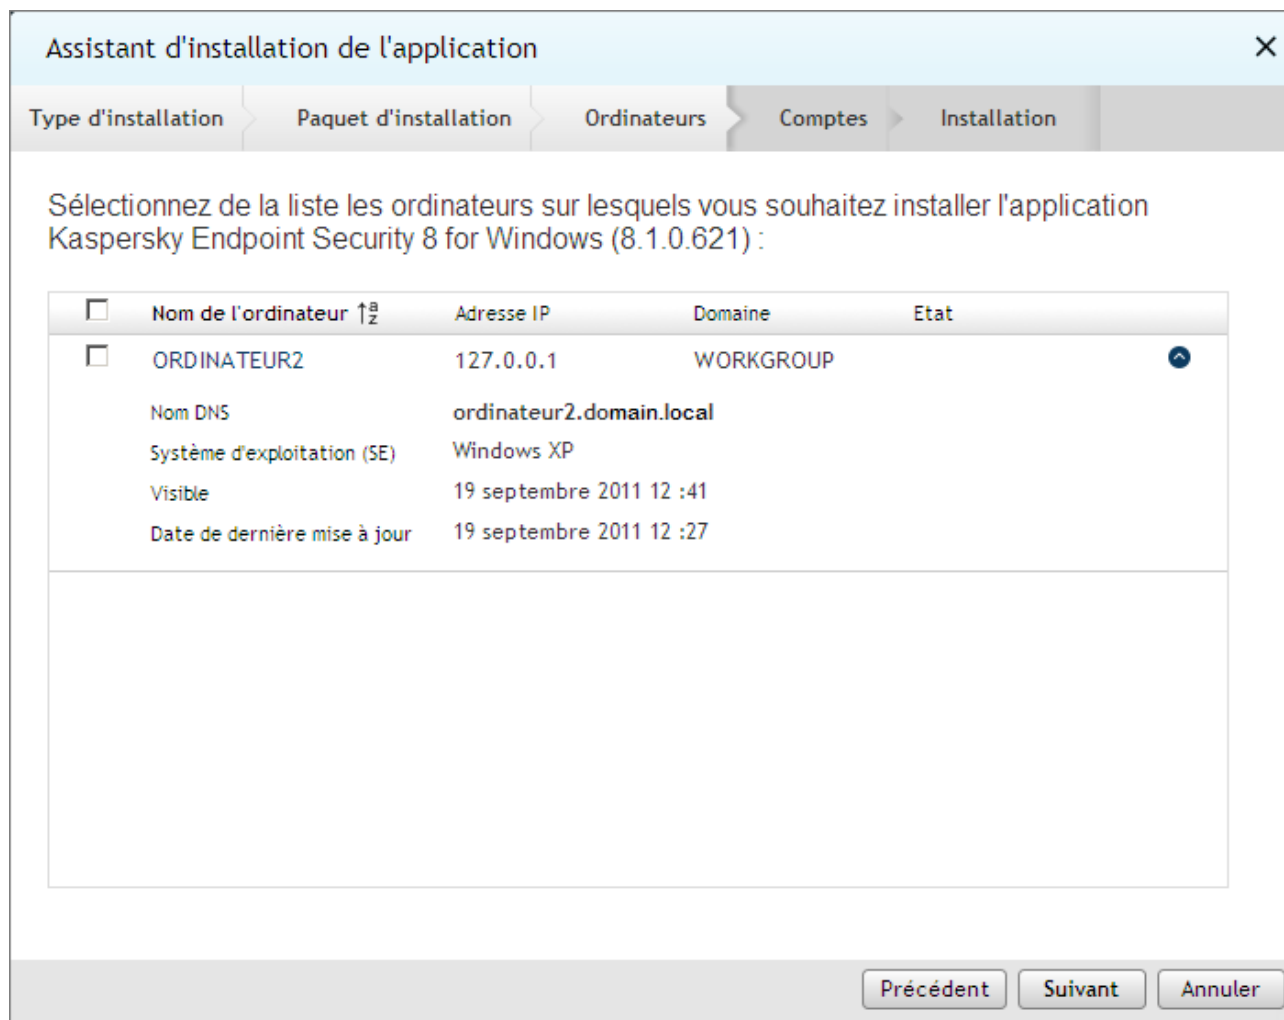 Assistant d'installation de l'application
Type d'installation Paquet d'installation Ordinateurs Comptes Installation
Sélectionnez de la liste les ordinateurs sur lesquels vous souhaitez installer l'application
Kaspersky Endpoint Security 8 for Windows (8.1.0.621) :
Nom de l'ordinateur Adresse IP Domaine Etat
ORDINATEUR2 127.0.0.1 WORKGROUP
Nom DNS ordinateur2.domain.local
Système d'exploitation (SE) Windows XP
Visible 19 septembre 2011 12 :41
Date de dernière mise à jour 19 septembre 2011 12 :27
Précédent Suivant Annuler